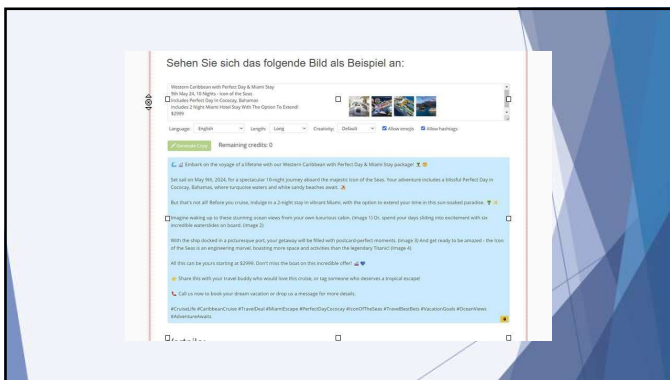 Sehen Sie sich das folgende Bild als Beispiel an:
Western Caribbean with Perfect Day & Miami Stay
9th May 24, 10 Nights - Icon of the Seas
Includes Perfect Day in Cococay, Bahamas
Includes 2 Night Miami Hotel Stay With The Option To Extend!
$2999
Language: English Length: Long Creativity: Default Allow emojis Allow hashtags
Generate Copy Remaining credits: 0
Embark on the voyage of a lifetime with our Western Caribbean with Perfect Day & Miami Stay package!
Set sail on May 9th, 2024, for a spectacular 10-night journey aboard the majestic Icon of the Seas. Your adventure includes a blissful Perfect Day in
Cococay, Bahamas, where turquoise waters and white sandy beaches await.
But that's not all! Before you cruise, indulge in a 2-night stay in vibrant Miami, with the option to extend your time in this sun-soaked paradise.
Imagine waking up to these stunning ocean views from your own luxurious cabin. (Image 1) Or, spend your days sliding into excitement with six
incredible waterslides on board. (Image 2)
With the ship docked in a picturesque port, your getaway will be filled with postcard-perfect moments. (Image 3) And get ready to be amazed - the Icon
of the Seas is an engineering marvel, boasting more space and activities than the legendary Titanic! (Image 4)
All this can be yours starting at $2999. Don't miss the boat on this incredible offer!
Share this with your travel buddy who would love this cruise, or tag someone who deserves a tropical escape!
Call us now to book your dream vacation or drop us a message for more details.
#CruiseLife #CaribbeanCruise #TravelDeal #MiamiEscape #PerfectDayCococay #IconOfTheSeas #TravelBestBets #VacationGoals #OceanViews
#AdventureAwaits